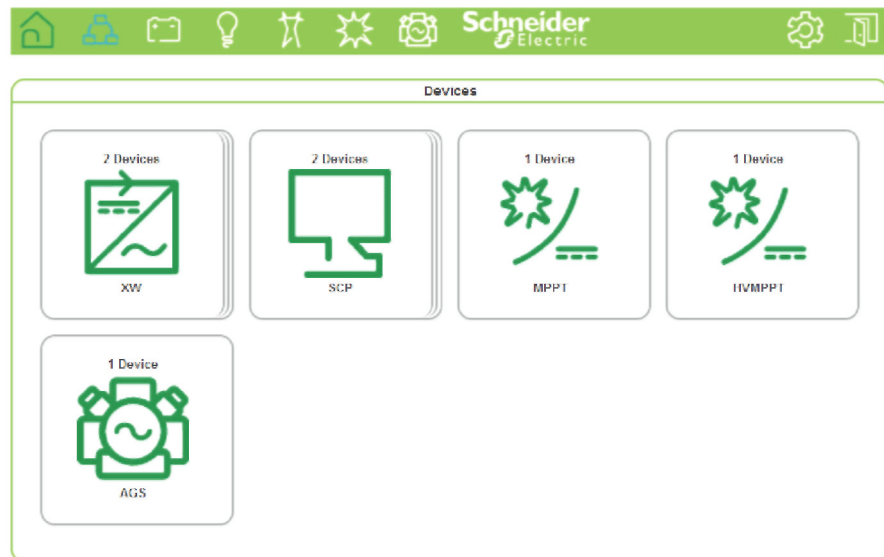 Schneider
Electric
Devices
2 Devices
XW
2 Devices
SCP
1 Device
MPPT
1 Device
HVMPPT
1 Device
AGS